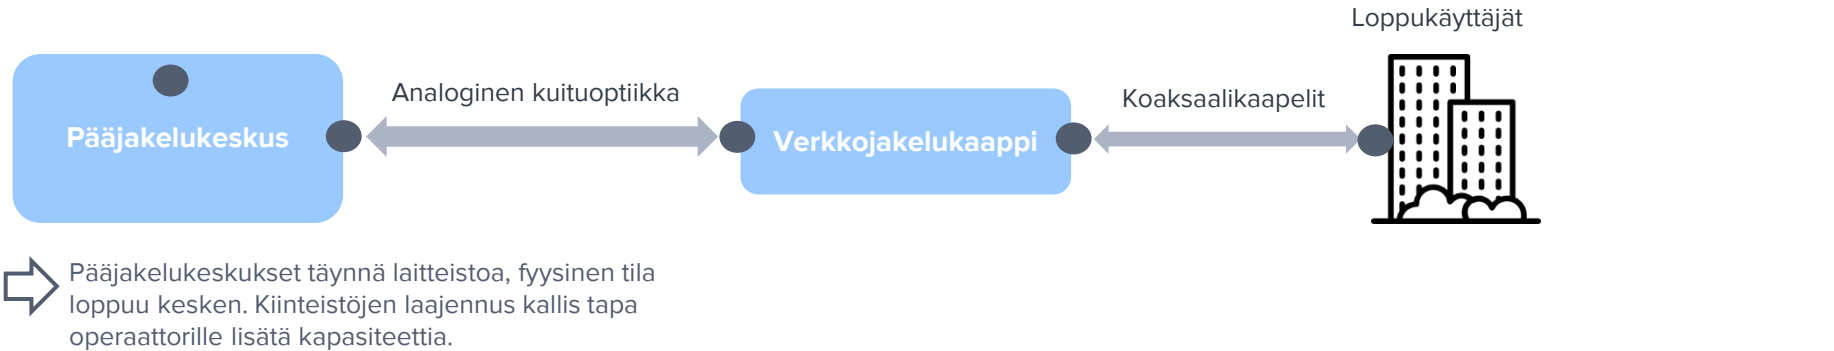 Loppukäyttäjät
Pääjakelukeskus
Analoginen kuituoptiikka
Verkkojakelukaappi
Koaksaalikaapelit
Pääjakelukeskukset täynnä laitteistoa, fyysinen tila
loppuu kesken. Kiinteistöjen laajennus kallis tapa
operaattorille lisätä kapasiteettia.